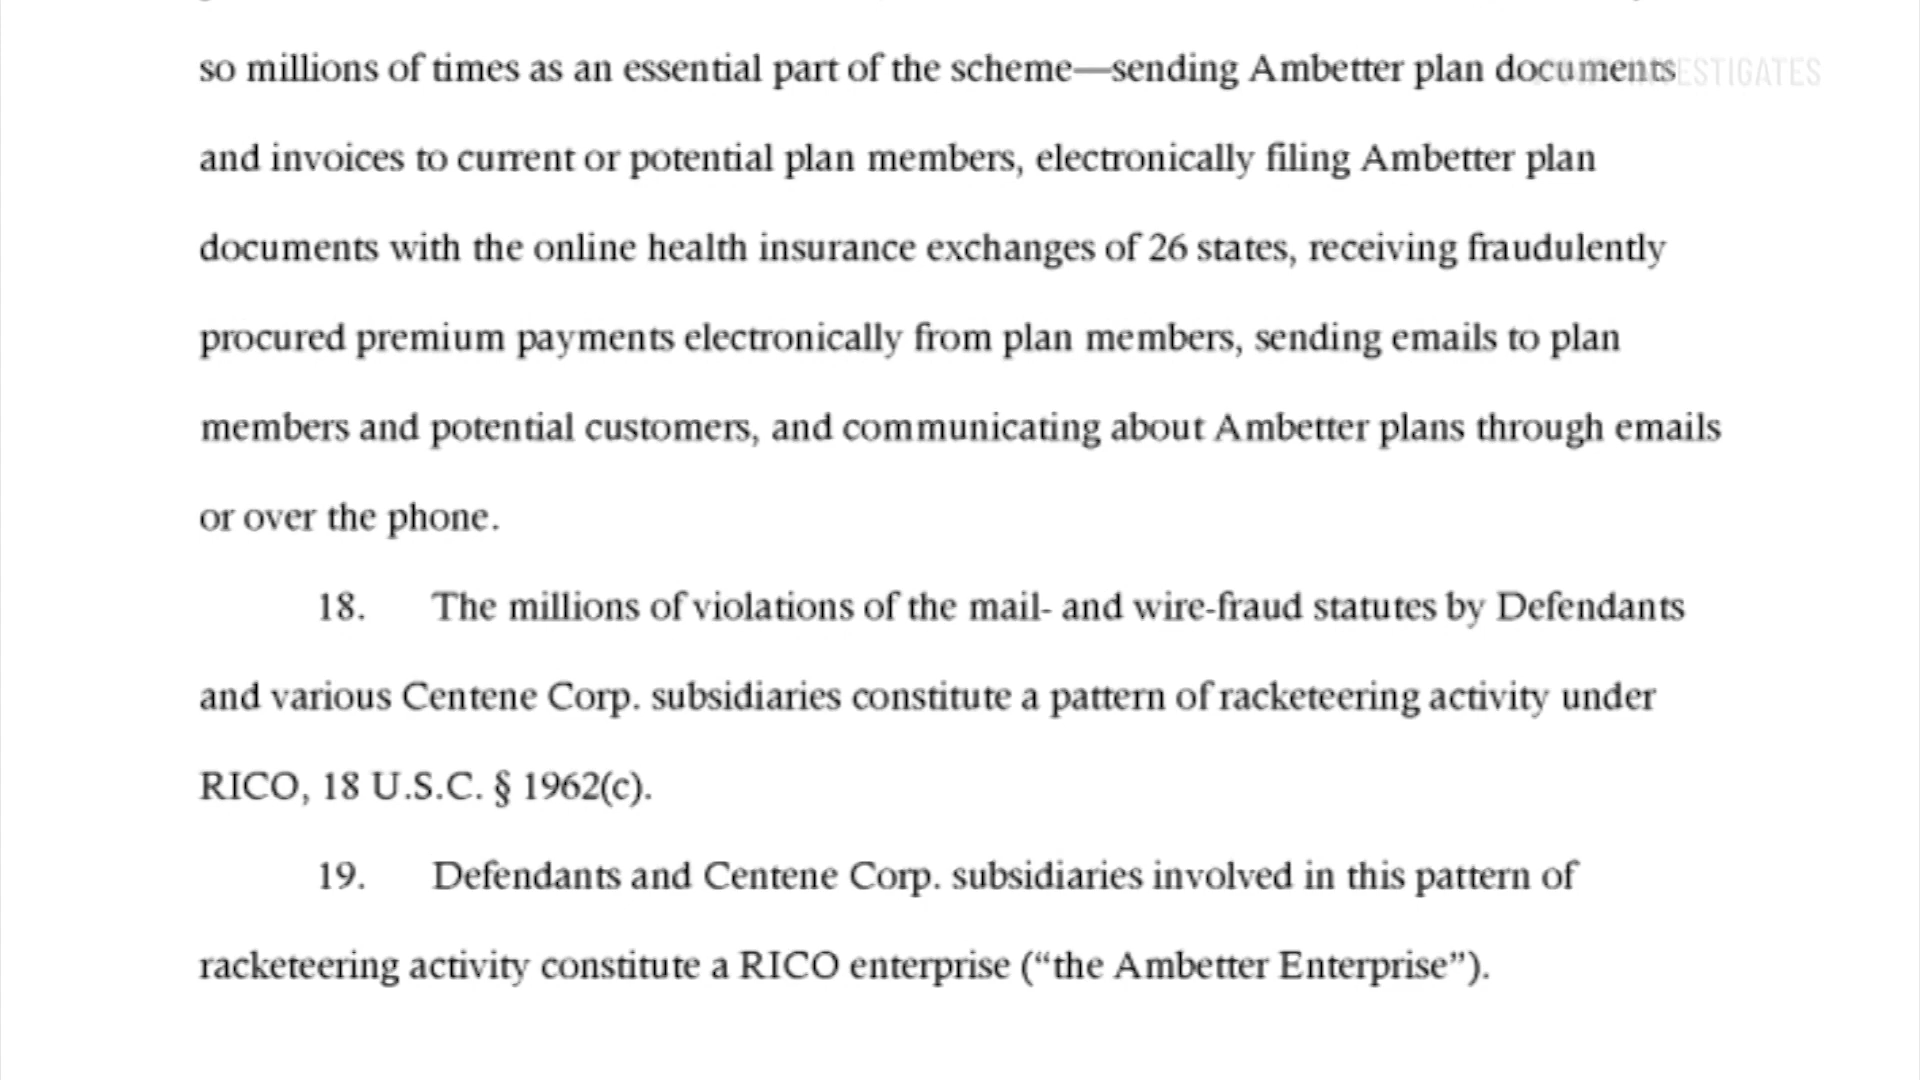 so millions of times as an essential part of the scheme—sending Ambetter plan documents
ESTIGATES
and invoices to current or potential plan members, electronically filing Ambetter plan
documents with the online health insurance exchanges of 26 states, receiving fraudulently
procured premium payments electronically from plan members, sending emails to plan
members and potential customers, and communicating about Ambetter plans through emails
or over the phone.
18. The millions of violations of the mail- and wire-fraud statutes by Defendants
and various Centene Corp. subsidiaries constitute a pattern of racketeering activity under
RICO, 18 U.S.C. § 1962(c).
19. Defendants and Centene Corp. subsidiaries involved in this pattern of
racketeering activity constitute a RICO enterprise (“the Ambetter Enterprise”).